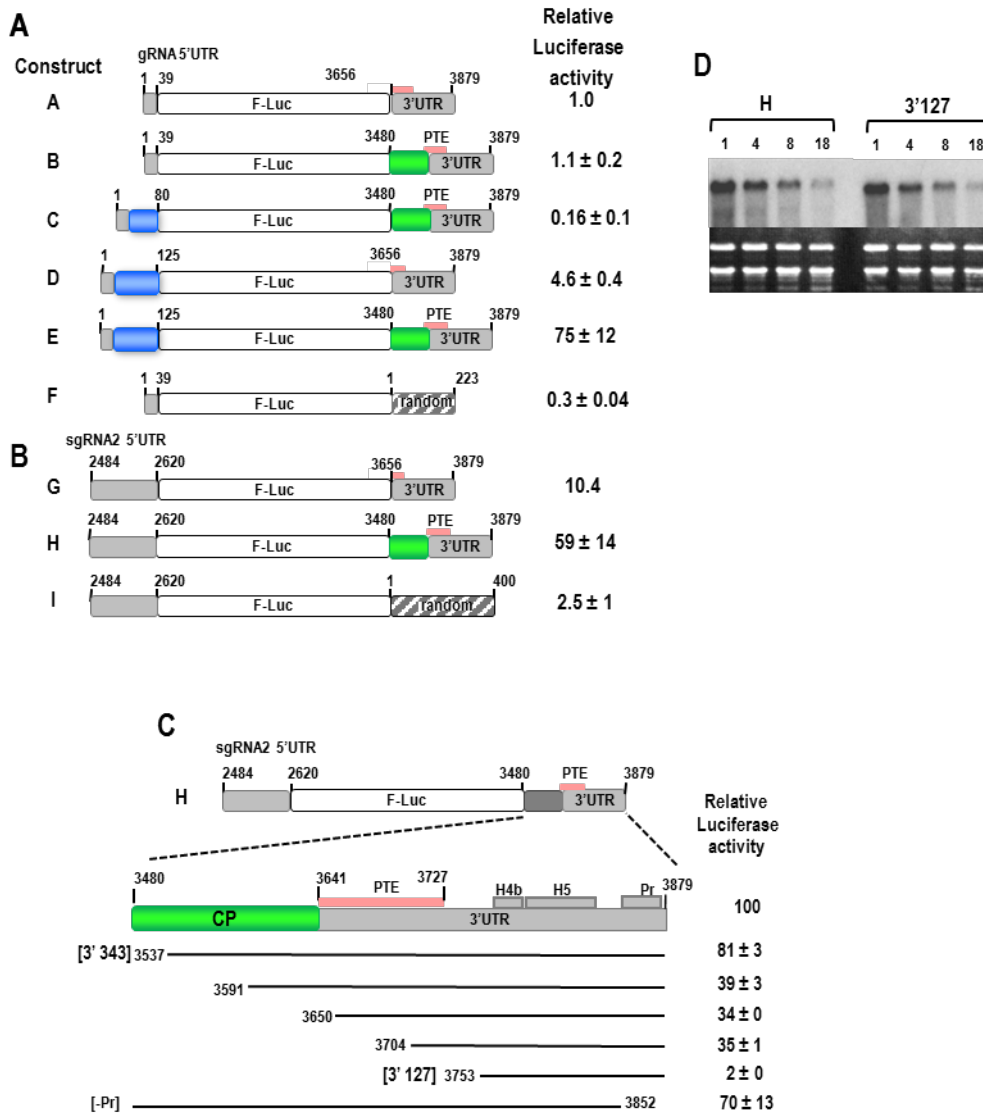 A
Construct
gRNA 5'UTR
Relative
Luciferase
activity
A
1 39 3656 3879
F-Luc 3'UTR
1.0
B
1 39 3480 PTE 3879
F-Luc 3'UTR
1.1 ± 0.2
C
1 80 3480 PTE 3879
F-Luc 3'UTR
0.16 ± 0.1
D
1 125 3656 3879
F-Luc 3'UTR
4.6 ± 0.4
E
1 125 3480 PTE 3879
F-Luc 3'UTR
75 ± 12
F
1 39 1 223
F-Luc random
0.3 ± 0.04
B
sgRNA2 5'UTR
G
2484 2620 3656 3879
F-Luc 3'UTR
10.4
H
2484 2620 3480 PTE 3879
F-Luc 3'UTR
59 ± 14
I
2484 2620 1 400
F-Luc random
2.5 ± 1
D
H 3'127
1 4 8 18 1 4 8 18
C
sgRNA2 5'UTR
2484 2620 3480 PTE 3879
H F-Luc 3'UTR
Relative
Luciferase
activity
3480 3641 PTE 3727 H4b H5 Pr 3879
CP 3'UTR
100
[3' 343] 3537 81 ± 3
3591 39 ± 3
3650 34 ± 0
3704 35 ± 1
[3' 127] 3753 2 ± 0
[-Pr] 3852 70 ± 13